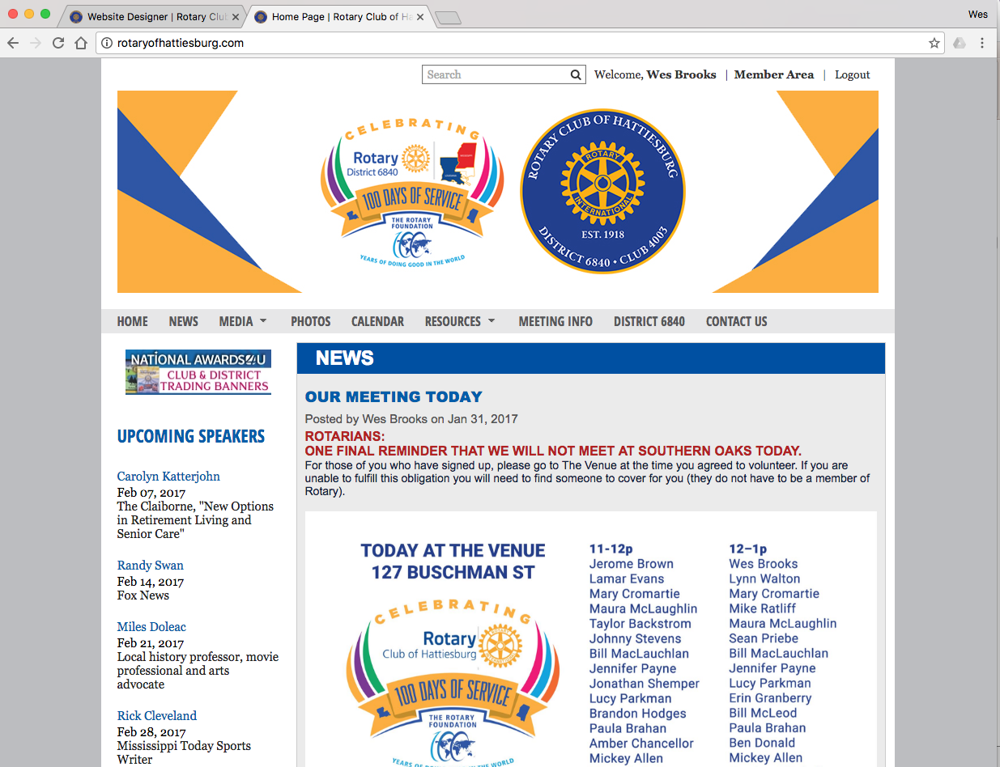 Website Designer | Rotary Clu
Home Page | Rotary Club of Ha
Wes
rotaryofhattiesburg.com
Search
Welcome, Wes Brooks | Member Area | Logout
CELEBRATING
Rotary
District 6840
100 DAYS OF SERVICE
THE ROTARY
FOUNDATION
100
YEARS OF DOING GOOD IN THE WORLD
ROTARY CLUB OF HATTIESBURG
ROTARY
INTERNATIONAL
EST. 1918
DISTRICT 6840 • CLUB 4003
HOME NEWS MEDIA PHOTOS CALENDAR RESOURCES MEETING INFO DISTRICT 6840 CONTACT US
NATIONAL AWARDS4U
CLUB & DISTRICT
TRADING BANNERS
UPCOMING SPEAKERS
Carolyn Katterjohn
Feb 07, 2017
The Claiborne, "New Options
in Retirement Living and
Senior Care"
Randy Swan
Feb 14, 2017
Fox News
Miles Doleac
Feb 21, 2017
Local history professor, movie
professional and arts
advocate
Rick Cleveland
Feb 28, 2017
Mississippi Today Sports
Writer
NEWS
OUR MEETING TODAY
Posted by Wes Brooks on Jan 31, 2017
ROTARIANS:
ONE FINAL REMINDER THAT WE WILL NOT MEET AT SOUTHERN OAKS TODAY.
For those of you who have signed up, please go to The Venue at the time you agreed to volunteer. If you are
unable to fulfill this obligation you will need to find someone to cover for you (they do not have to be a member of
Rotary).
TODAY AT THE VENUE
127 BUSCHMAN ST
CELEBRATING
Rotary
Club of Hattiesburg
100 DAYS OF SERVICE
THE ROTARY
FOUNDATION
100
YEARS OF DOING GOOD IN THE WORLD
11-12p
Jerome Brown
Lamar Evans
Mary Cromartie
Maura McLaughlin
Taylor Backstrom
Johnny Stevens
Bill MacLauchlan
Jennifer Payne
Jonathan Shemper
Lucy Parkman
Brandon Hodges
Paula Brahan
Amber Chancellor
Mickey Allen
12–1p
Wes Brooks
Lynn Walton
Mary Cromartie
Mike Ratliff
Maura McLaughlin
Sean Priebe
Bill MacLauchlan
Jennifer Payne
Lucy Parkman
Erin Granberry
Bill McLeod
Paula Brahan
Ben Donald
Mickey Allen